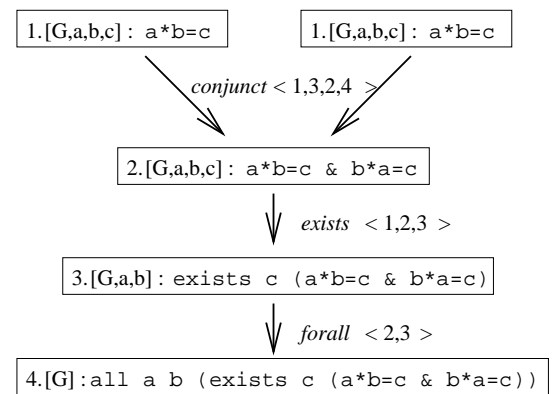 1.[G,a,b,c] : a*b=c
1.[G,a,b,c] : a*b=c
conjunct < 1,3,2,4 >
2.[G,a,b,c] : a*b=c & b*a=c
exists < 1,2,3 >
3.[G,a,b] : exists c (a*b=c & b*a=c)
forall < 2,3 >
4.[G] :all a b (exists c (a*b=c & b*a=c))